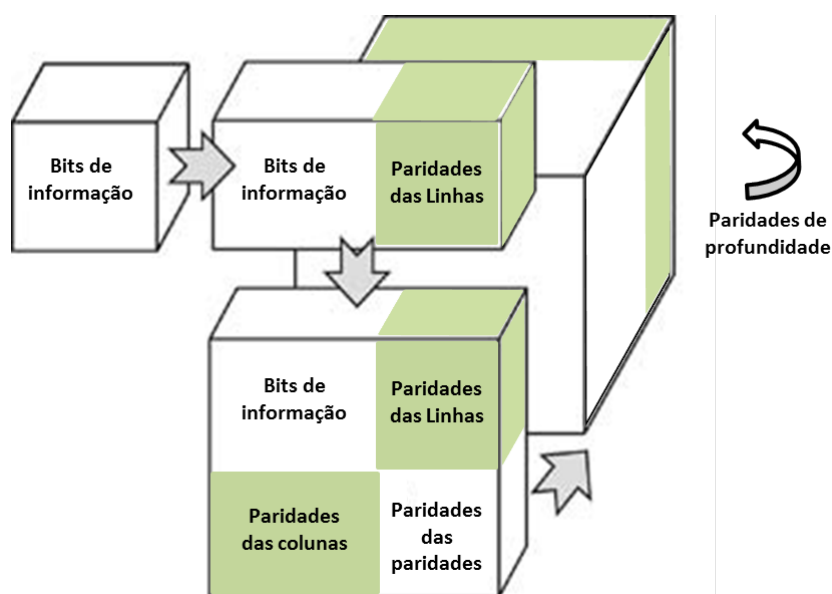 Bits de
informação
Bits de
informação
Paridades
das Linhas
Paridades de
profundidade
Bits de
informação
Paridades
das Linhas
Paridades
das colunas
Paridades
das
paridades